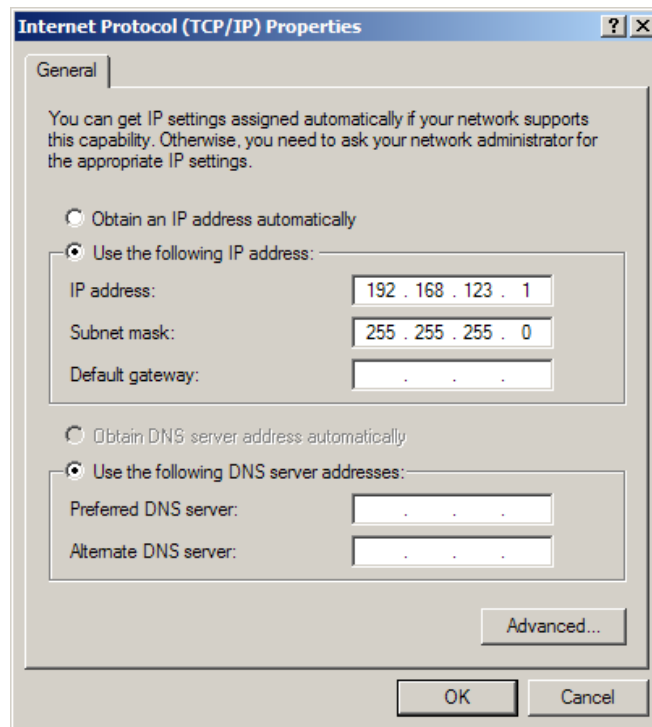 Internet Protocol (TCP/IP) Properties
General
You can get IP settings assigned automatically if your network supports
this capability. Otherwise, you need to ask your network administrator for
the appropriate IP settings.
Obtain an IP address automatically
Use the following IP address:
IP address: 192 . 168 . 123 . 1
Subnet mask: 255 . 255 . 255 . 0
Default gateway: . . .
Obtain DNS server address automatically
Use the following DNS server addresses:
Preferred DNS server: . . .
Alternate DNS server: . . .
Advanced...
OK Cancel